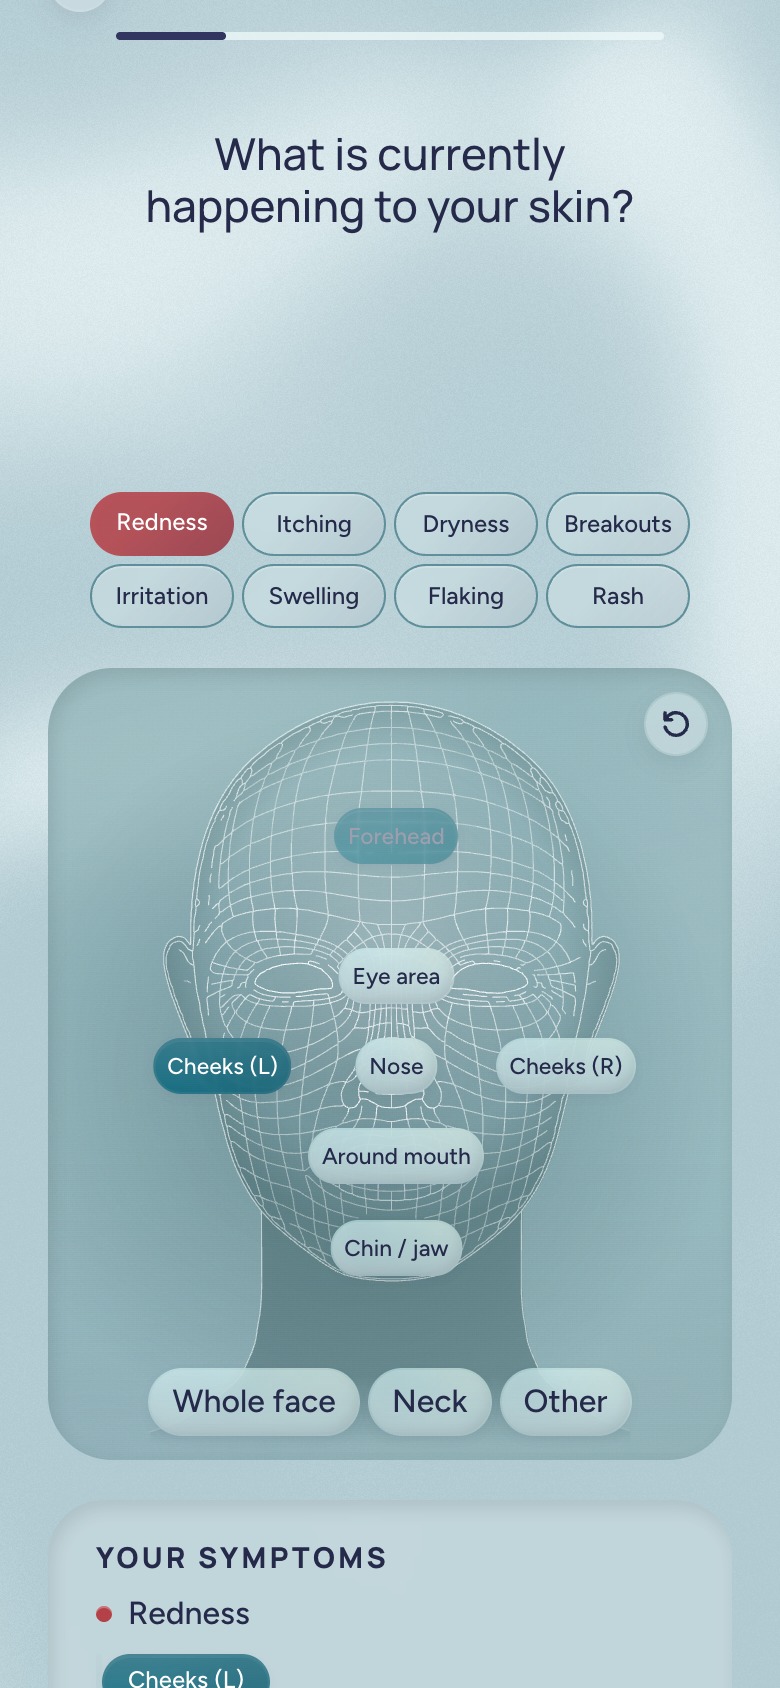 What is currently
happening to your skin?
Redness Itching Dryness Breakouts
Irritation Swelling Flaking Rash
Forehead
Eye area
Cheeks (L) Nose Cheeks (R)
Around mouth
Chin / jaw
Whole face Neck Other
YOUR SYMPTOMS
Redness
Cheeks (L)